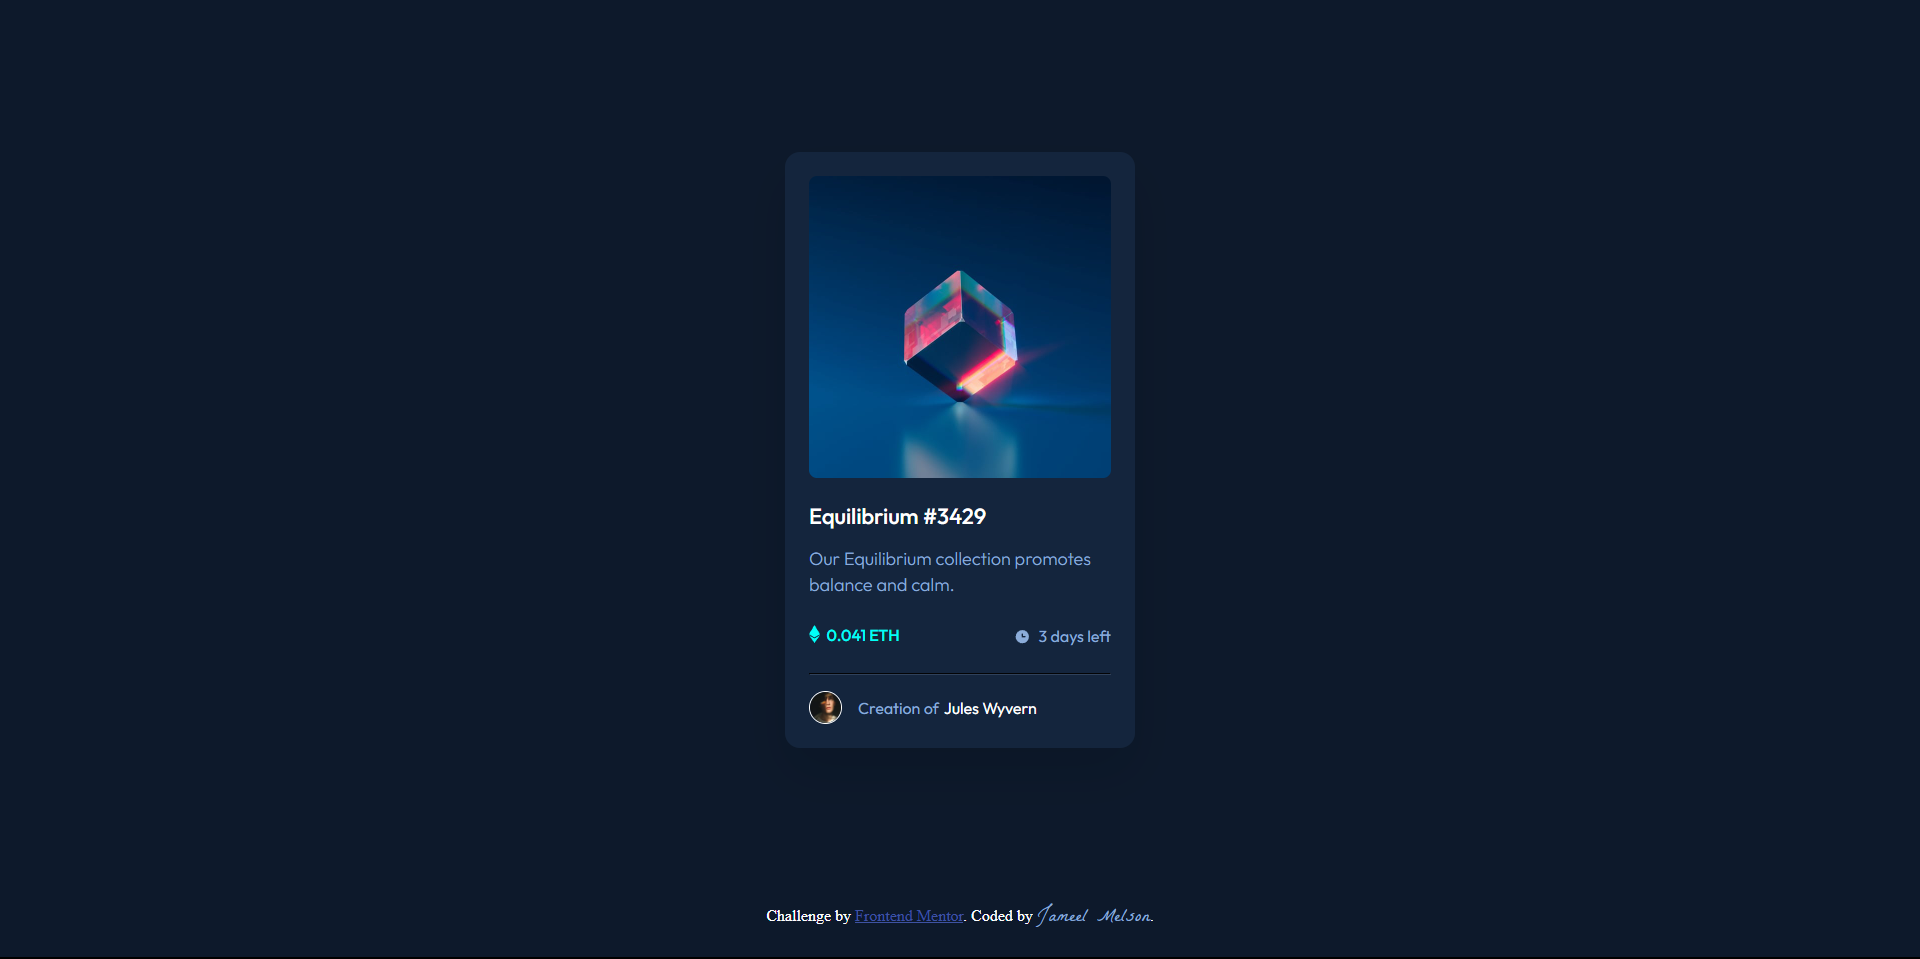 Equilibrium #3429
Our Equilibrium collection promotes
balance and calm.
0.041 ETH
3 days left
Creation of Jules Wyvern
Challenge by Frontend Mentor. Coded by Jameel Melson.